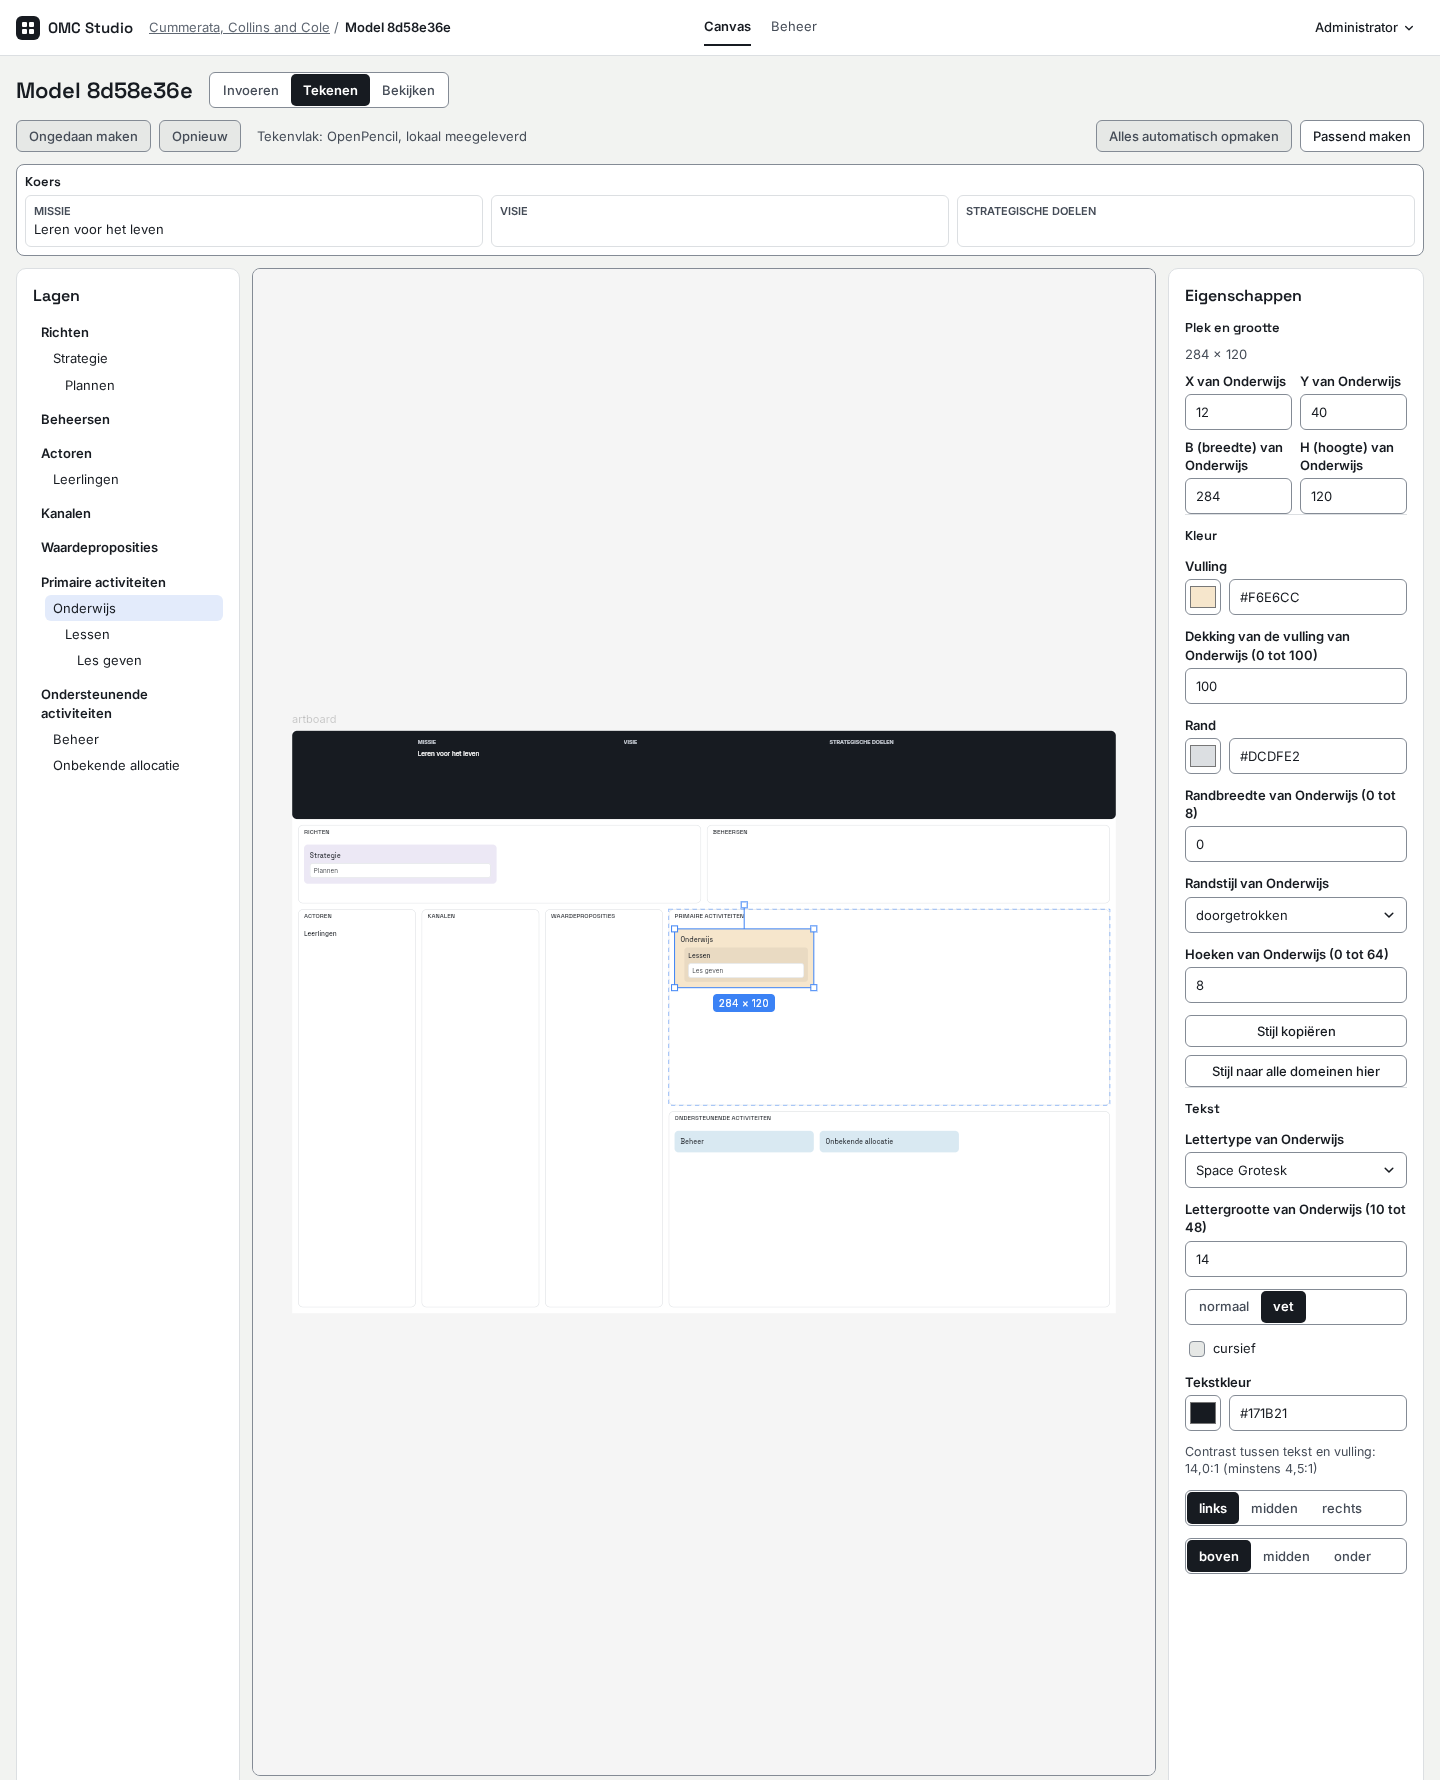 OMC Studio
Cummerata, Collins and Cole / Model 8d58e36e
Canvas
Beheer
Administrator
Model 8d58e36e
Invoeren
Tekenen
Bekijken
Ongedaan maken
Opnieuw
Tekenvlak: OpenPencil, lokaal meegeleverd
Alles automatisch opmaken
Passend maken
Koers
MISSIE
Leren voor het leven
VISIE
STRATEGISCHE DOELEN
Lagen
Richten
Strategie
Plannen
Beheersen
Actoren
Leerlingen
Kanalen
Waardeproposities
Primaire activiteiten
Onderwijs
Lessen
Les geven
Ondersteunende
activiteiten
Beheer
Onbekende allocatie
artboard
MISSIE
Leren voor het leven
VISIE
STRATEGISCHE DOELEN
RICHTEN
Strategie
Plannen
BEHEERSEN
ACTOREN
Leerlingen
KANALEN
WAARDEPROPOSITIES
PRIMAIRE ACTIVITEITEN
Onderwijs
Lessen
Les geven
284 × 120
ONDERSTEUNENDE ACTIVITEITEN
Beheer
Onbekende allocatie
Eigenschappen
Plek en grootte
284 × 120
X van Onderwijs
Y van Onderwijs
12
40
B (breedte) van
Onderwijs
H (hoogte) van
Onderwijs
284
120
Kleur
Vulling
#F6E6CC
Dekking van de vulling van
Onderwijs (0 tot 100)
100
Rand
#DCDFE2
Randbreedte van Onderwijs (0 tot
8)
0
Randstijl van Onderwijs
doorgetrokken
Hoeken van Onderwijs (0 tot 64)
8
Stijl kopiëren
Stijl naar alle domeinen hier
Tekst
Lettertype van Onderwijs
Space Grotesk
Lettergrootte van Onderwijs (10 tot
48)
14
normaal
vet
cursief
Tekstkleur
#171B21
Contrast tussen tekst en vulling:
14,0:1 (minstens 4,5:1)
links
midden
rechts
boven
midden
onder